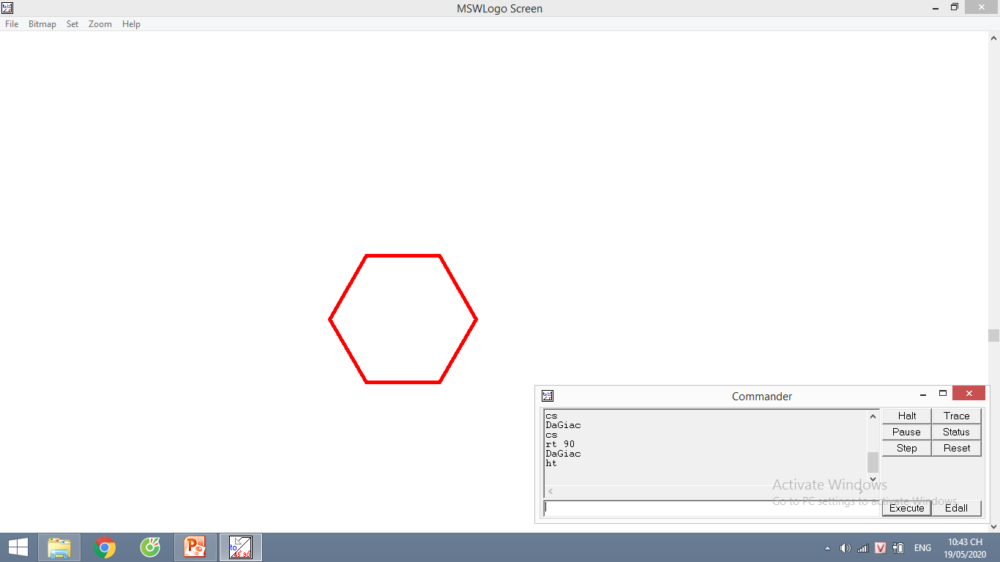 MSWLogo Screen
File Bitmap Set Zoom Help
Commander
cs
DaGiac
cs
rt 90
DaGiac
ht
Halt Trace
Pause Status
Step Reset
Activate Windows
Go to PC settings to activate Windows.
Execute Edall
ENG
10:43 CH
19/05/2020